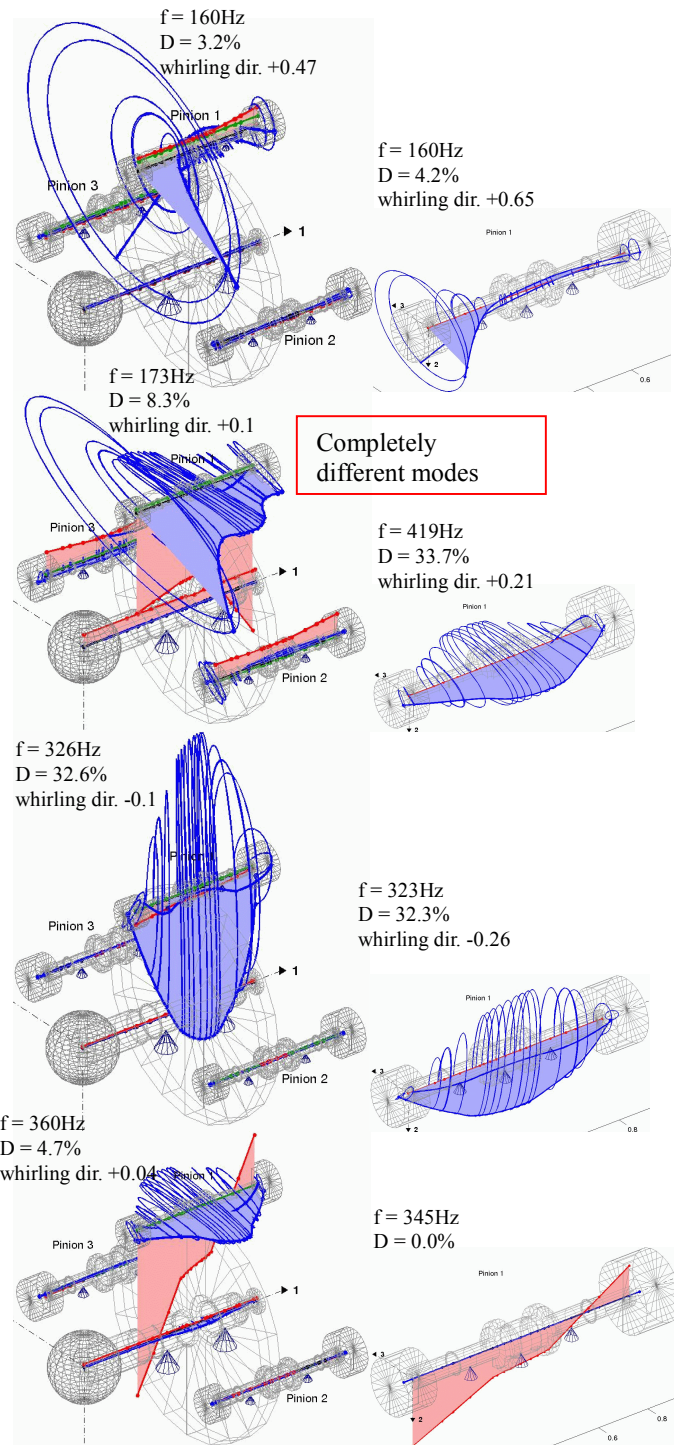 f = 160Hz
D = 3.2%
whirling dir. +0.47
Pinion 1
Pinion 3
1
Pinion 2
f = 160Hz
D = 4.2%
whirling dir. +0.65
Pinion 1
3
2
0.6
f = 173Hz
D = 8.3%
whirling dir. +0.1
Pinion 1
Pinion 3
1
Pinion 2
Completely
different modes
f = 419Hz
D = 33.7%
whirling dir. +0.21
Pinion 1
3
2
f = 326Hz
D = 32.6%
whirling dir. -0.1
Pinion 1
Pinion 3
1
Pinion 2
f = 323Hz
D = 32.3%
whirling dir. -0.26
Pinion 1
3
2
0.8
f = 360Hz
D = 4.7%
whirling dir. +0.04
Pinion 1
Pinion 3
1
Pinion 2
f = 345Hz
D = 0.0%
Pinion 1
3
2
0.6
0.8